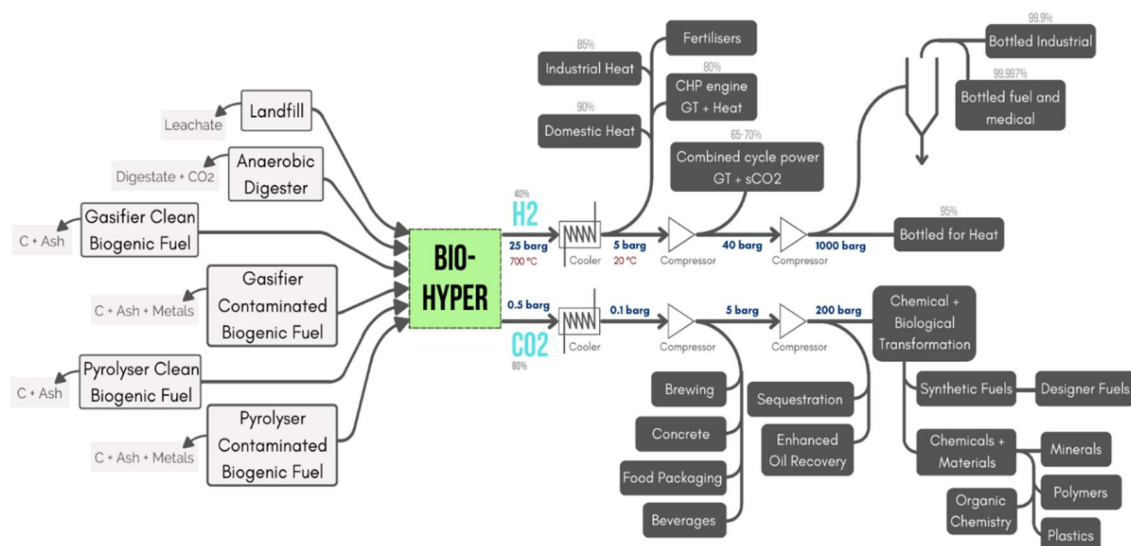 Landfill
Leachate
Anaerobic
Digester
Digestate + CO2
Gasifier Clean
Biogenic Fuel
C + Ash
Gasifier
Contaminated
Biogenic Fuel
C + Ash + Metals
Pyrolyser Clean
Biogenic Fuel
C + Ash
Pyrolyser
Contaminated
Biogenic Fuel
C + Ash + Metals
BIO-
HYPER
40%
H2
25 barg
700 °C
Cooler
5 barg
20 °C
Compressor
40 barg
Compressor
1000 barg
85%
Industrial Heat
90%
Domestic Heat
Fertilisers
80%
CHP engine
GT + Heat
65-70%
Combined cycle power
GT + sCO2
99.9%
Bottled Industrial
99.997%
Bottled fuel and
medical
95%
Bottled for Heat
0.5 barg
CO2
60%
Cooler
0.1 barg
Compressor
5 barg
Compressor
200 barg
Brewing
Concrete
Food Packaging
Beverages
Sequestration
Enhanced
Oil Recovery
Chemical +
Biological
Transformation
Synthetic Fuels
Designer Fuels
Chemicals +
Materials
Minerals
Organic
Chemistry
Polymers
Plastics